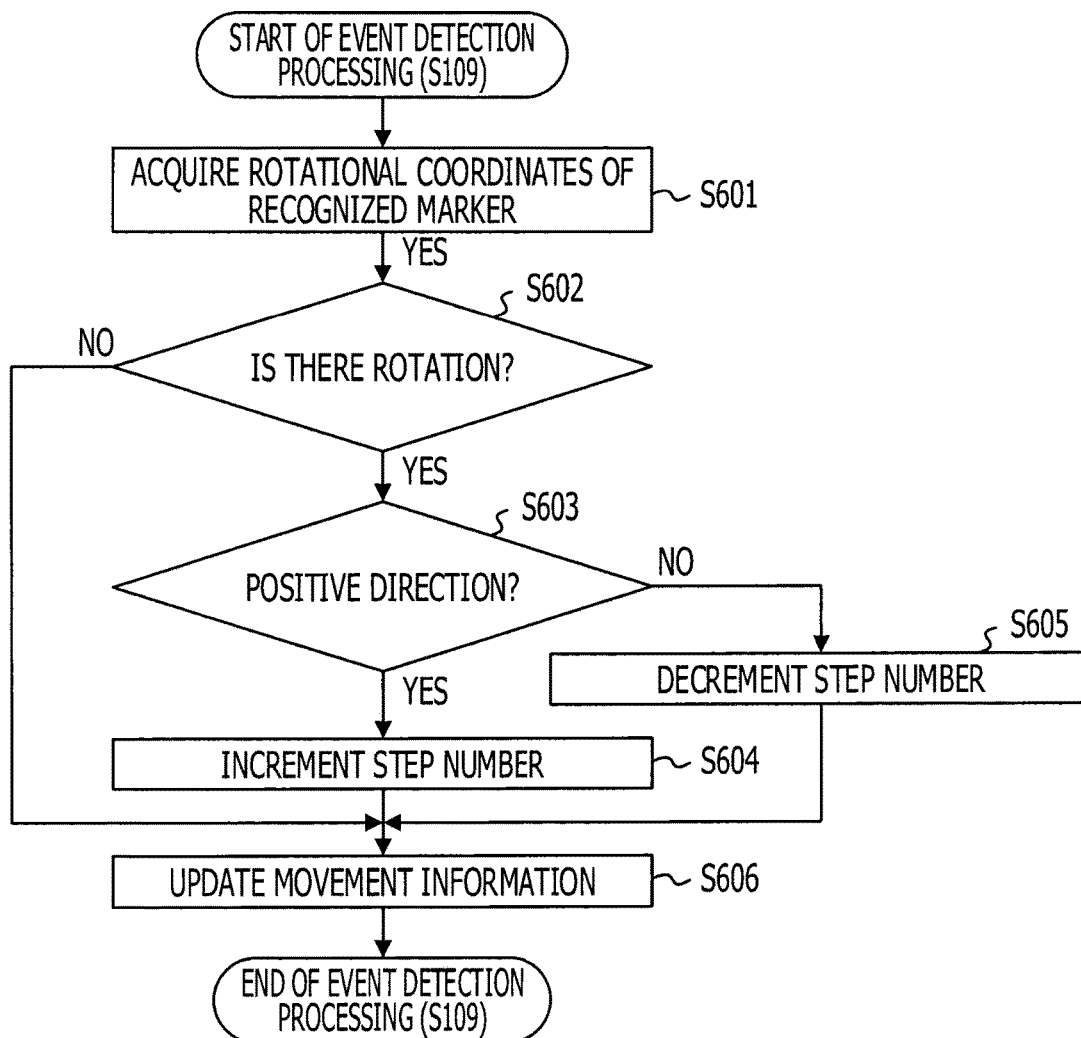 START OF EVENT DETECTION
PROCESSING (S109)
ACQUIRE ROTATIONAL COORDINATES OF
RECOGNIZED MARKER
S601
YES
S602
NO
IS THERE ROTATION?
YES
S603
NO
POSITIVE DIRECTION?
S605
DECREMENT STEP NUMBER
YES
INCREMENT STEP NUMBER
S604
UPDATE MOVEMENT INFORMATION
S606
END OF EVENT DETECTION
PROCESSING (S109)